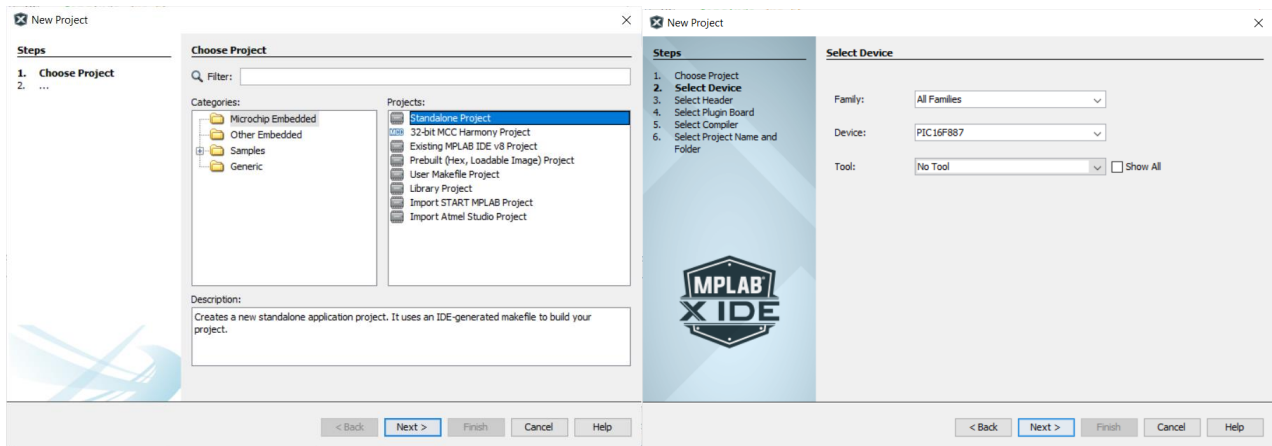 New Project
Steps
1. Choose Project
2. ...
Choose Project
Filter:
Categories:
Microchip Embedded
Other Embedded
Samples
Generic
Projects:
Standalone Project
32-bit MCC Harmony Project
Existing MPLAB IDE v8 Project
Prebuilt (Hex, Loadable Image) Project
User Makefile Project
Library Project
Import START MPLAB Project
Import Atmel Studio Project
Description:
Creates a new standalone application project. It uses an IDE-generated makefile to build your
project.
< Back Next > Finish Cancel Help
New Project
Steps
1. Choose Project
2. Select Device
3. Select Header
4. Select Plugin Board
5. Select Compiler
6. Select Project Name and
Folder
MPLAB
X IDE
Select Device
Family: All Families
Device: PIC16F887
Tool: No Tool Show All
< Back Next > Finish Cancel Help